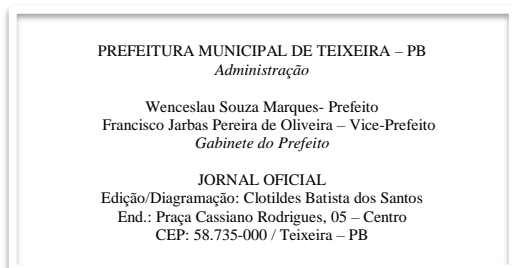 PREFEITURA MUNICIPAL DE TEIXEIRA – PB
Administração
Wenceslau Souza Marques- Prefeito
Francisco Jarbas Pereira de Oliveira – Vice-Prefeito
Gabinete do Prefeito
JORNAL OFICIAL
Edição/Diagramação: Clotildes Batista dos Santos
End.: Praça Cassiano Rodrigues, 05 – Centro
CEP: 58.735-000 / Teixeira – PB